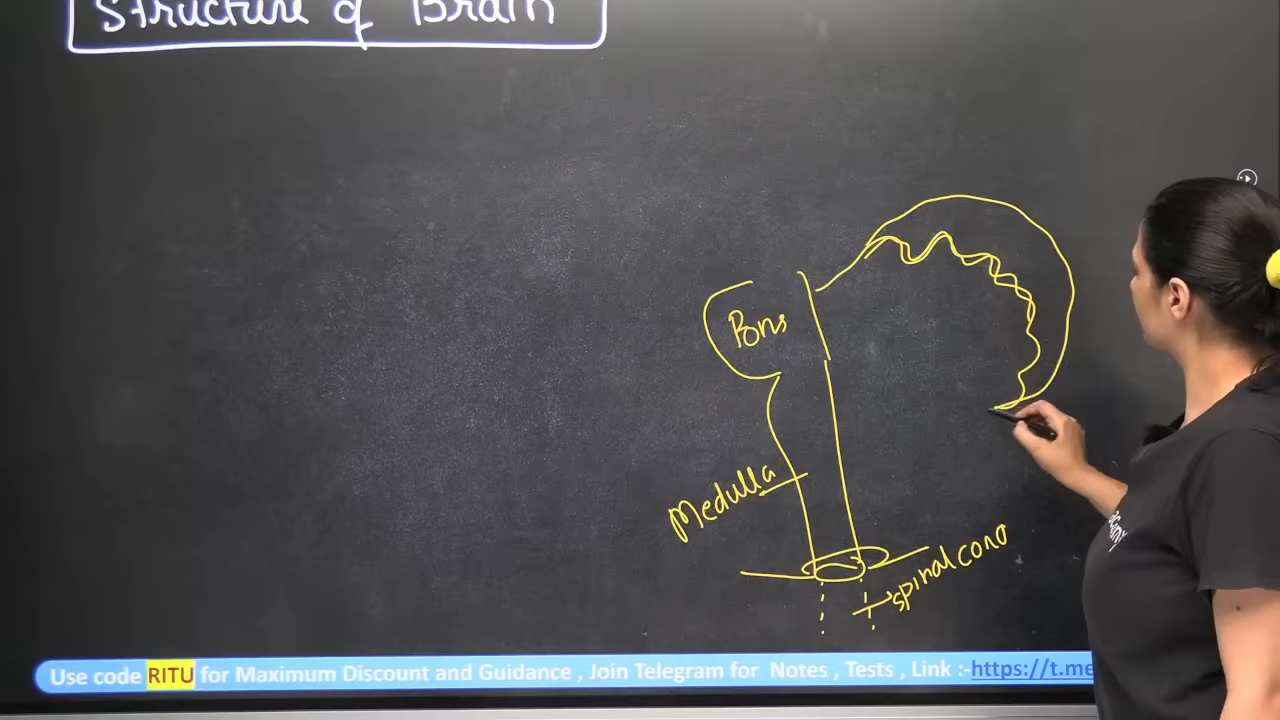 Structure of Brain
Pons
Medulla
spinal cord
Use code RITU for Maximum Discount and Guidance , Join Telegram for Notes , Tests , Link :-https://t.me